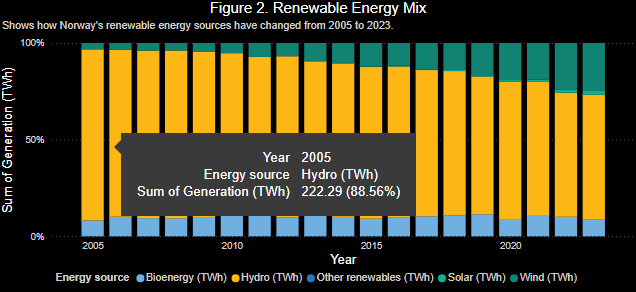 Figure 2. Renewable Energy Mix
Shows how Norway's renewable energy sources have changed from 2005 to 2023.
100%
50%
0%
Sum of Generation (TWh)
Year 2005
Energy source Hydro (TWh)
Sum of Generation (TWh) 222.29 (88.56%)
2005 2010 2015 2020
Year
Energy source Bioenergy (TWh) Hydro (TWh) Other renewables (TWh) Solar (TWh) Wind (TWh)